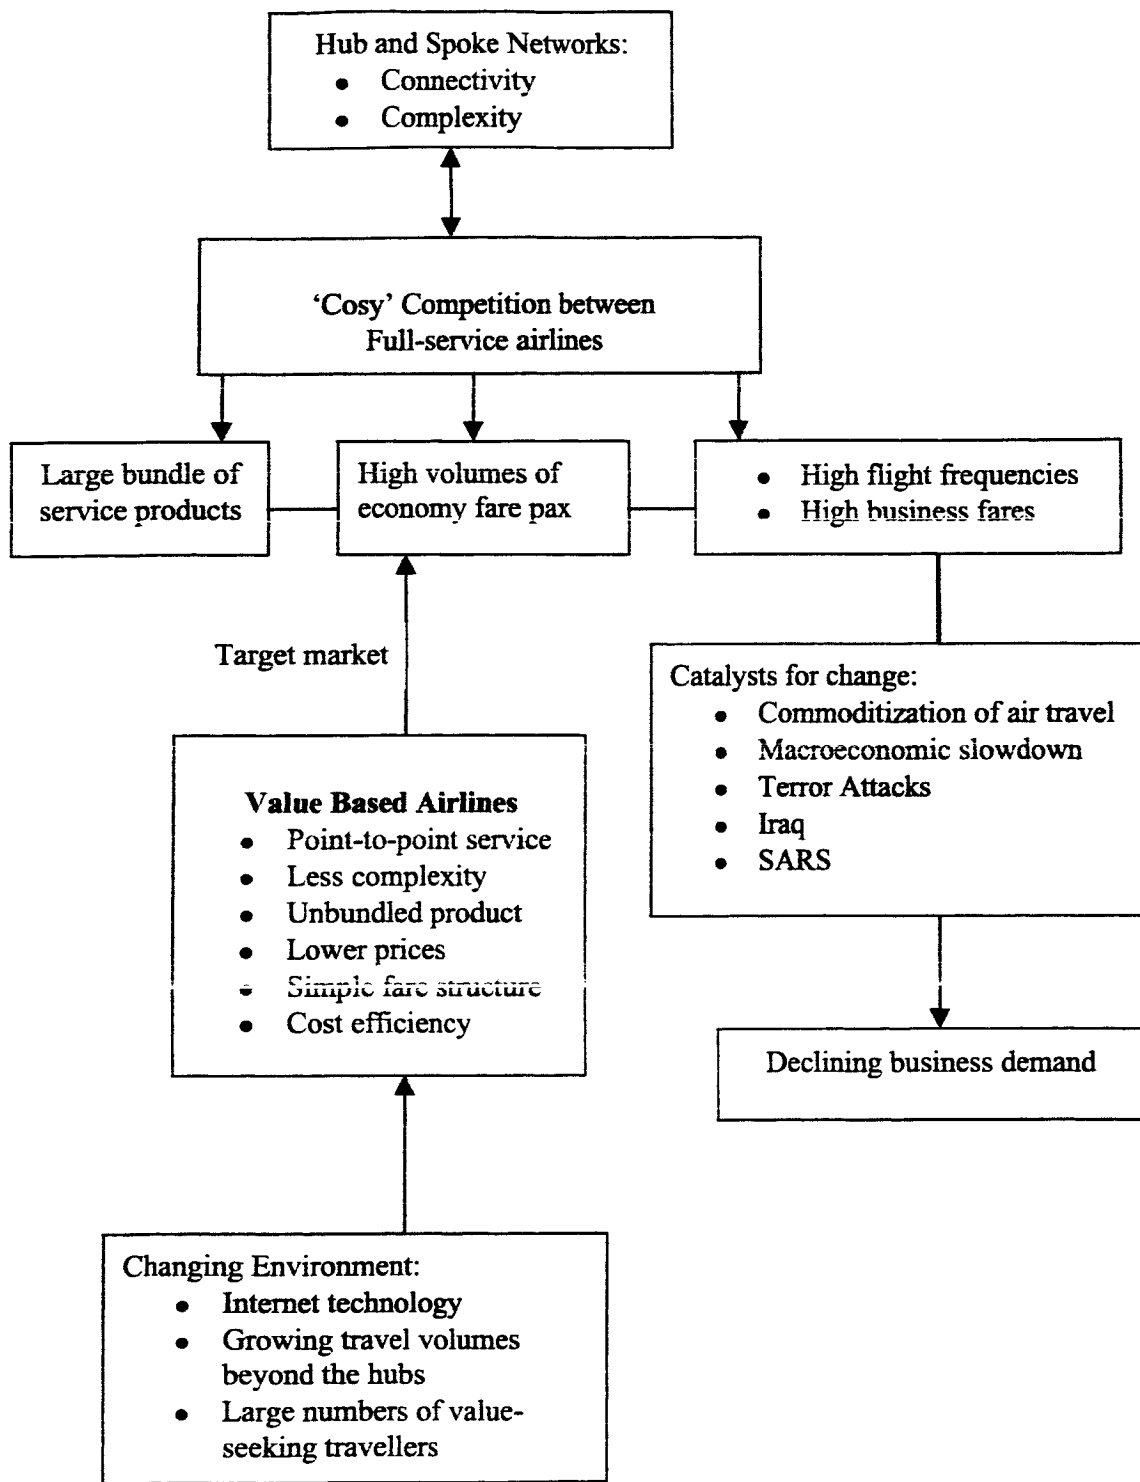 Hub and Spoke Networks:
• Connectivity
• Complexity
‘Cosy’ Competition between
Full-service airlines
Large bundle of
service products
High volumes of
economy fare pax
• High flight frequencies
• High business fares
Target market
Catalysts for change:
• Commoditization of air travel
• Macroeconomic slowdown
• Terror Attacks
• Iraq
• SARS
Value Based Airlines
• Point-to-point service
• Less complexity
• Unbundled product
• Lower prices
• Simple fare structure
• Cost efficiency
Declining business demand
Changing Environment:
• Internet technology
• Growing travel volumes
beyond the hubs
• Large numbers of value-
seeking travellers